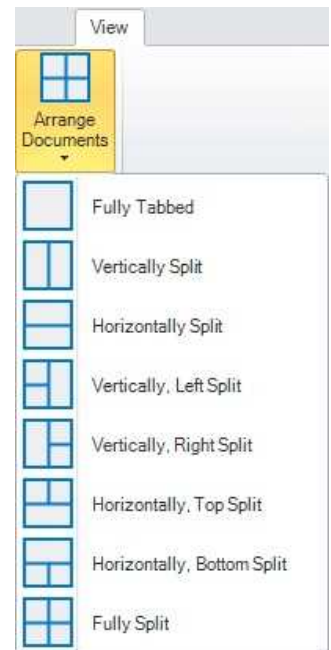 View
Arrange
Documents
Fully Tabbed
Vertically Split
Horizontally Split
Vertically, Left Split
Vertically, Right Split
Horizontally, Top Split
Horizontally, Bottom Split
Fully Split